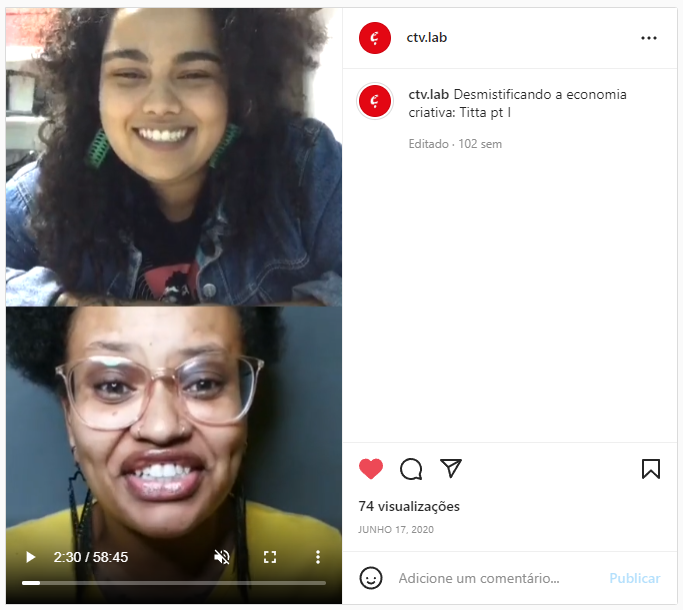 ctv.lab
ctv.lab Desmistificando a economia
criativa: Titta pt I
Editado · 102 sem
2:30 / 58:45
74 visualizações
JUNHO 17, 2020
Adicione um comentário... Publicar